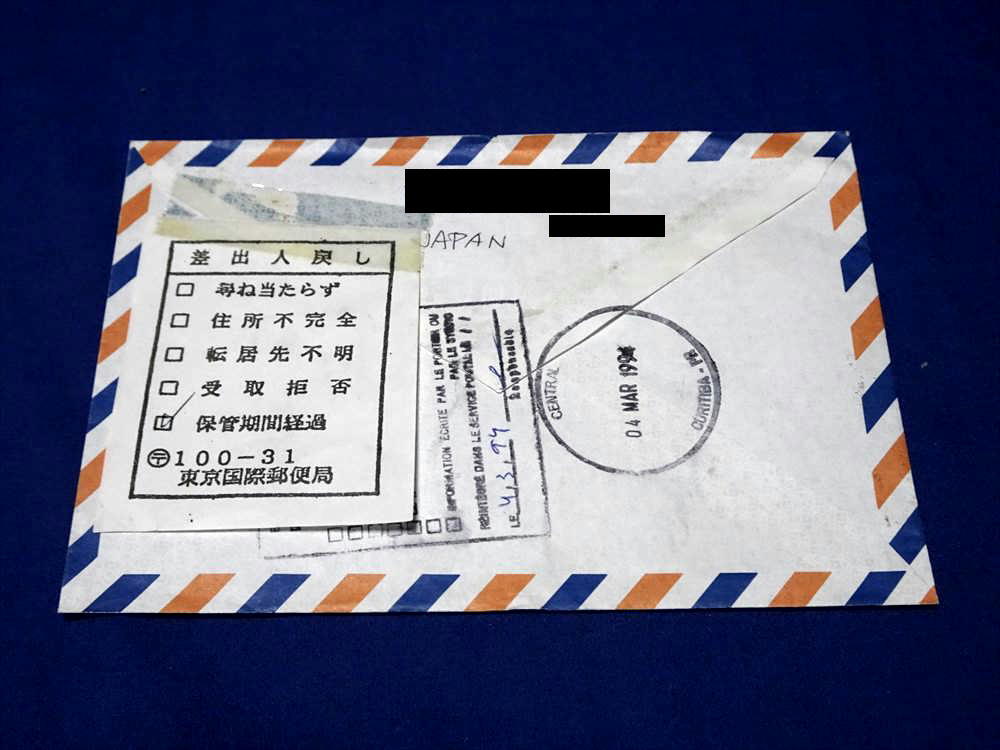 JAPAN
差出人戻し
尋ね当たらず
住所不完全
転居先不明
受取拒否
保管期間経過
〒100-31
東京国際郵便局
INFORMATION ÉCRITE PAR LE PORTEIRO OU
PAR LE SYNDIC
RÉINTÉGRÉ DANS LE SERVICE POSTAL
LE 4, 3, 94
CENTRAL
04 MAR 1994
CURITIBA - PR